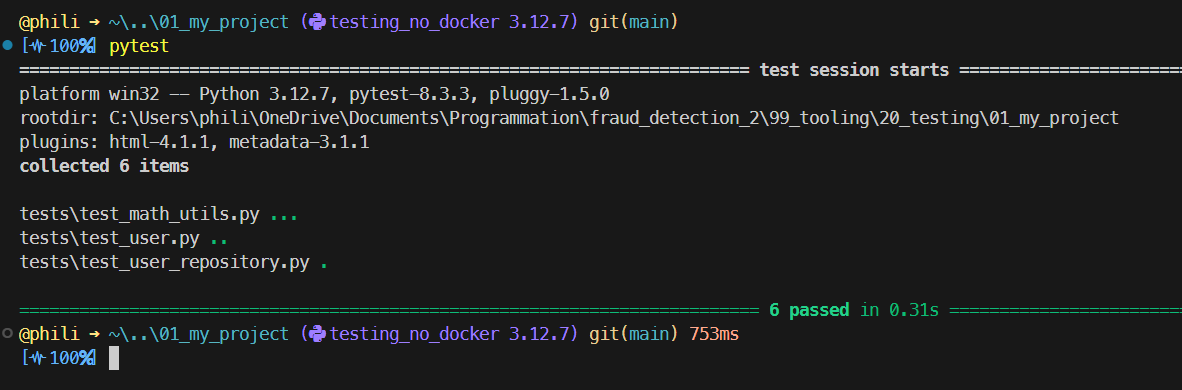 @phili → ~\..\01_my_project (testing_no_docker 3.12.7) git(main)
[100%] pytest
========================================================================= test session starts =======================
platform win32 -- Python 3.12.7, pytest-8.3.3, pluggy-1.5.0
rootdir: C:\Users\phili\OneDrive\Documents\Programmation\fraud_detection_2\99_tooling\20_testing\01_my_project
plugins: html-4.1.1, metadata-3.1.1
collected 6 items
tests\test_math_utils.py ...
tests\test_user.py ..
tests\test_user_repository.py .
========================================================================== 6 passed in 0.31s ========================
@phili → ~\..\01_my_project (testing_no_docker 3.12.7) git(main) 753ms
[100%]